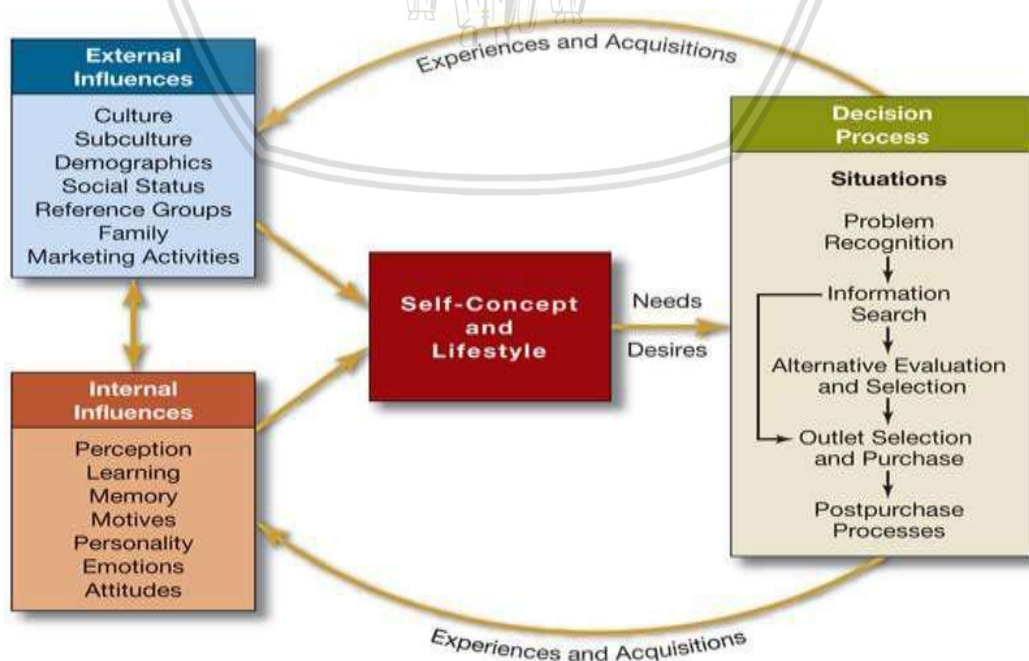 External
Influences
Culture
Subculture
Demographics
Social Status
Reference Groups
Family
Marketing Activities
Internal
Influences
Perception
Learning
Memory
Motives
Personality
Emotions
Attitudes
Experiences and Acquisitions
Self-Concept
and
Lifestyle
Needs
Desires
Decision
Process
Situations
Problem
Recognition
Information
Search
Alternative Evaluation
and Selection
Outlet Selection
and Purchase
Postpurchase
Processes
Experiences and Acquisitions